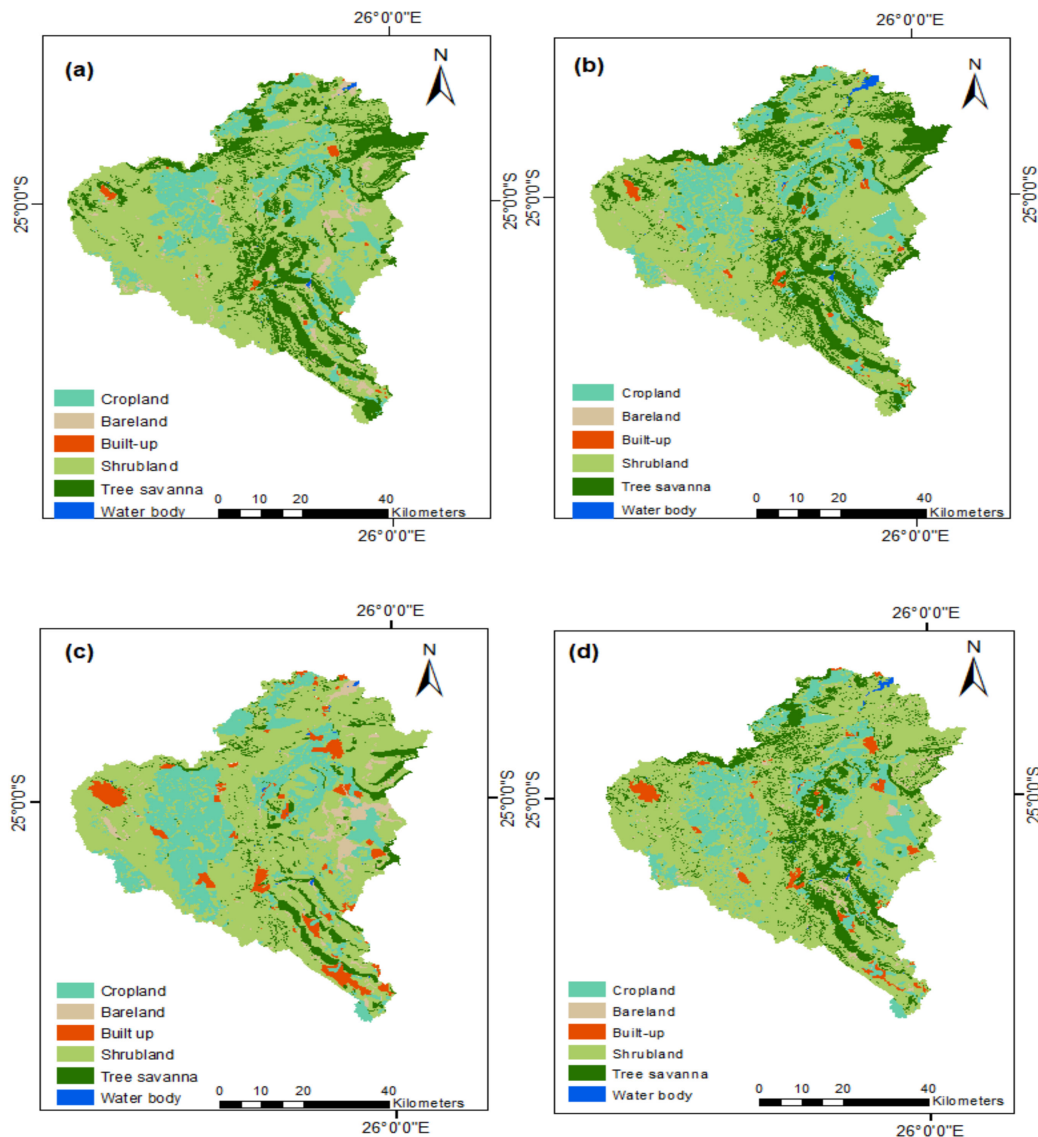 26°0'0"E
26°0'0"E
(a)
N
(b)
N
25°0'0"S
25°0'0"S
25°0'0"S
25°0'0"S
Cropland
Bareland
Built-up
Shrubland
Tree savanna
Water body
0 10 20 40
Kilometers
26°0'0"E
Cropland
Bareland
Built-up
Shrubland
Tree savanna
Water body
0 10 20 40
Kilometers
26°0'0"E
26°0'0"E
26°0'0"E
(c)
N
(d)
N
25°0'0"S
25°0'0"S
25°0'0"S
25°0'0"S
Cropland
Bareland
Built up
Shrubland
Tree savanna
Water body
0 10 20 40
Kilometers
26°0'0"E
Cropland
Bareland
Built-up
Shrubland
Tree savanna
Water body
0 10 20 40
Kilometers
26°0'0"E